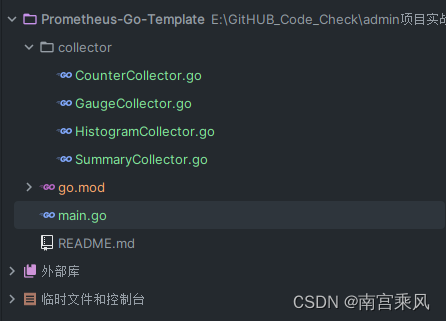 Prometheus-Go-Template E:\GitHUB_Code_Check\admin项目实战
collector
CounterCollector.go
GaugeCollector.go
HistogramCollector.go
SummaryCollector.go
go.mod
main.go
README.md
外部库
临时文件和控制台
CSDN @南宫乘风